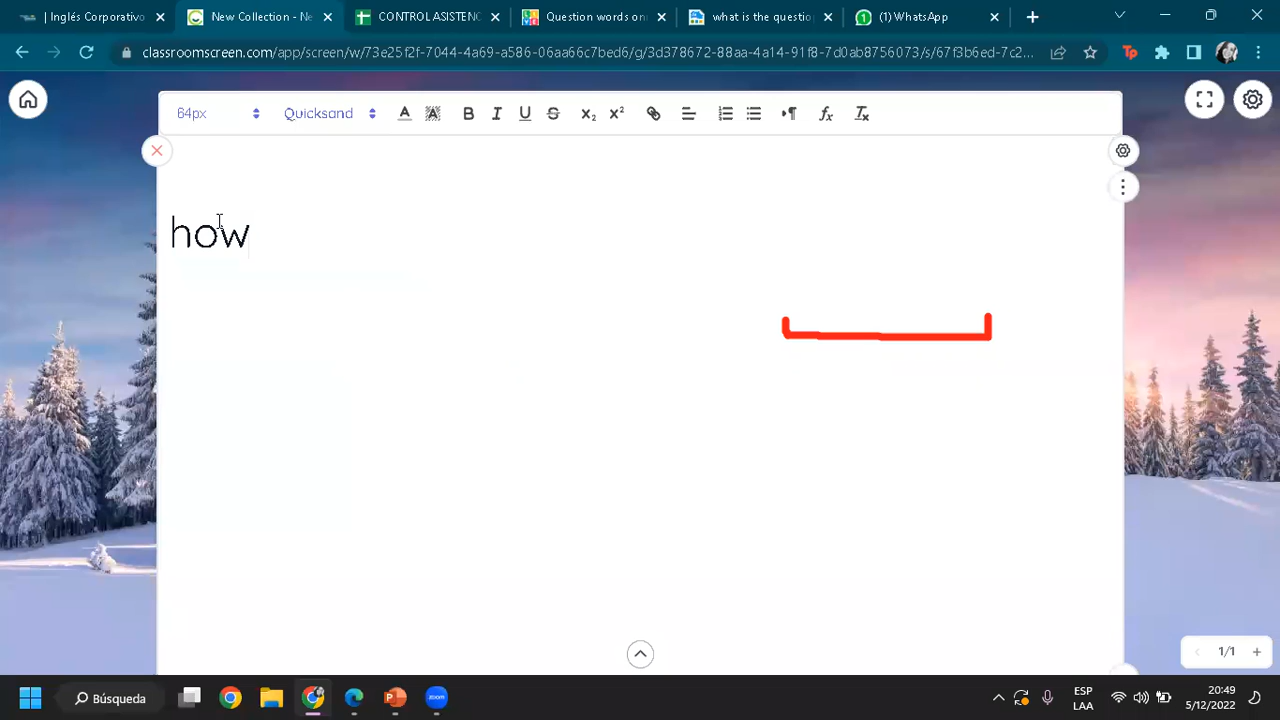 | Inglés Corporativo
New Collection - Ne
CONTROL ASISTENC
Question words on
what is the questio
(1) WhatsApp
classroomscreen.com/app/screen/w/73e25f2f-7044-4a69-a586-06aa66c7bed6/g/3d378672-88aa-4a14-91f8-7d0ab8756073/s/67f3b6ed-7c2...
64px
Quicksand
how
1/1
Búsqueda
zoom
ESP
LAA
20:49
5/12/2022